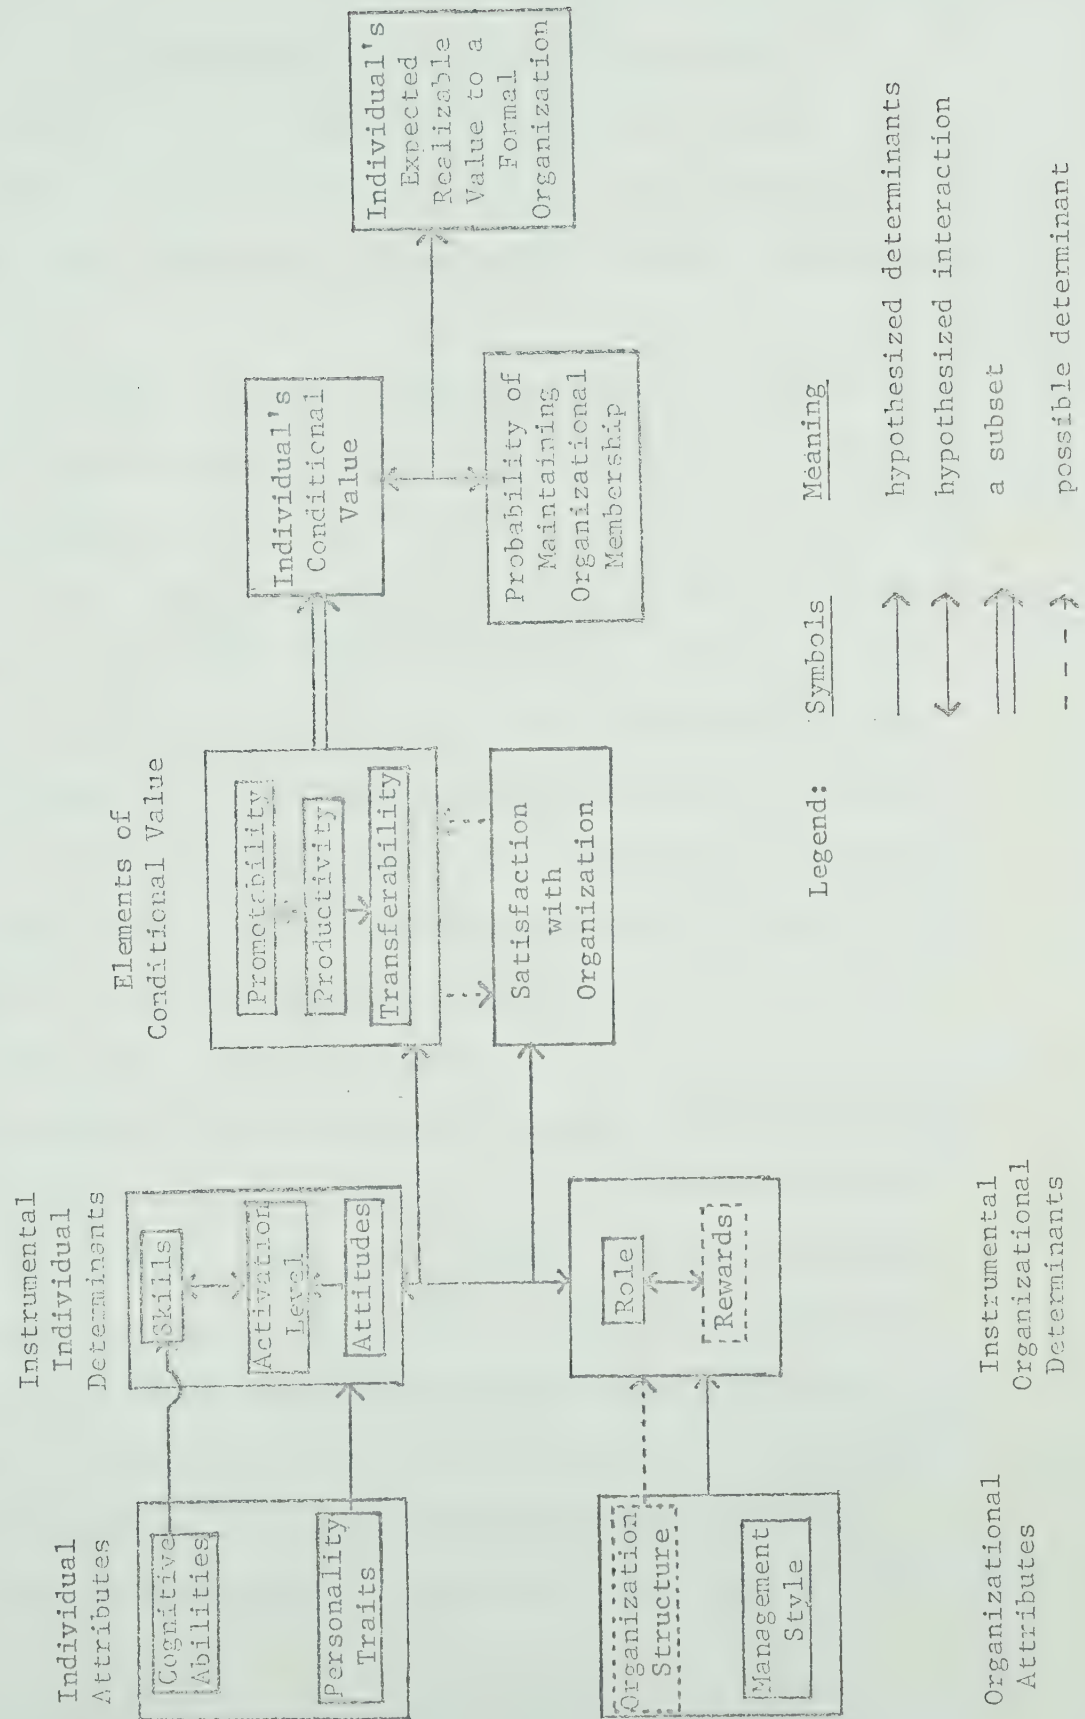 Individual
Attributes
Cognitive
Abilities
Personality
Traits
Instrumental
Individual
Determinants
Skills
Activation
Level
Attitudes
Elements of
Conditional Value
Promotability
Productivity
Transferability
Satisfaction
with
Organization
Individual's
Conditional
Value
Probability of
Maintaining
Organizational
Membership
Individual's
Expected
Realizable
Value to a
Formal
Organization
Organization
Structure
Management
Style
Organizational
Attributes
Role
Rewards
Instrumental
Organizational
Determinants
Legend:
Symbols
Meaning
hypothesized determinants
hypothesized interaction
a subset
possible determinant